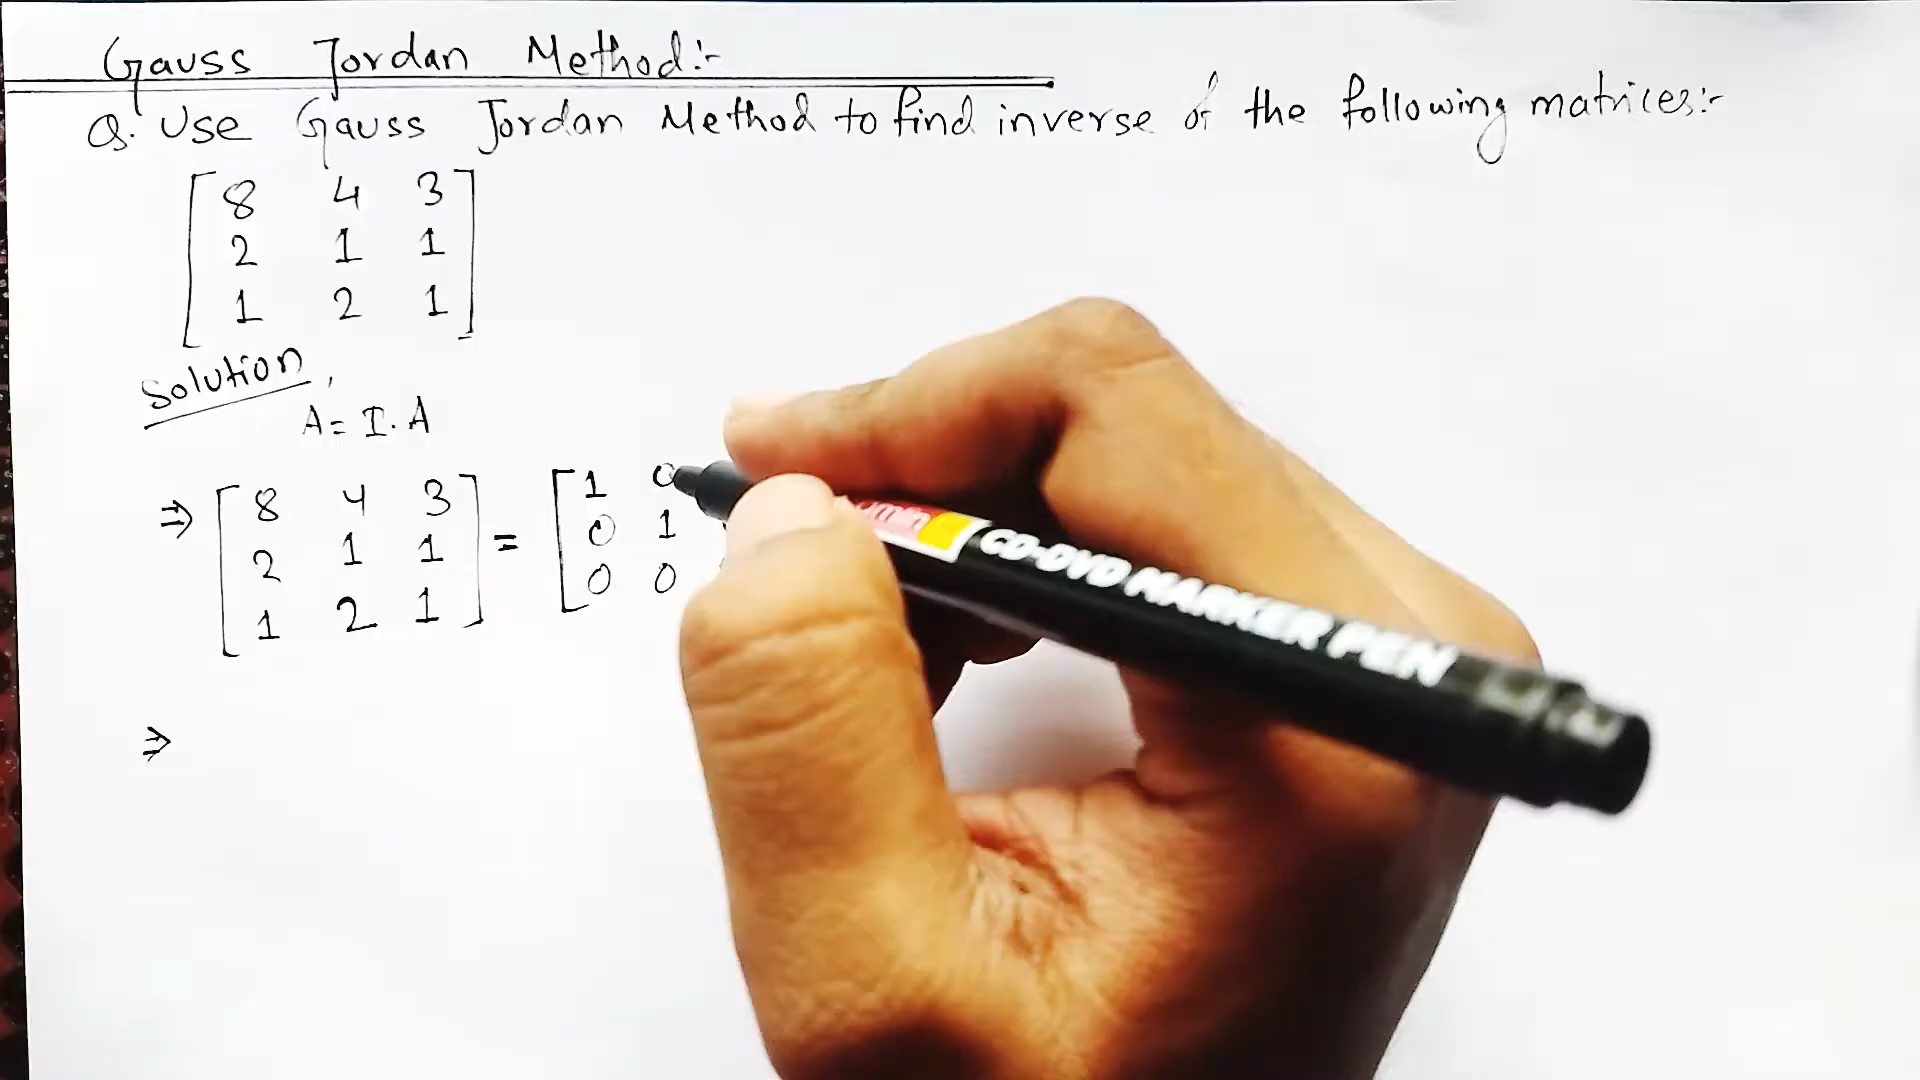 Gauss Jordan Method:-
Q. Use Gauss Jordan Method to find inverse of the following matrices:-
8 4 3
2 1 1
1 2 1
Solution,
A = I. A
⇒ [8 4 3] = [1 0
2 1 1 0 1
1 2 1 0 0
⇒
CD-DVD MARKER PEN